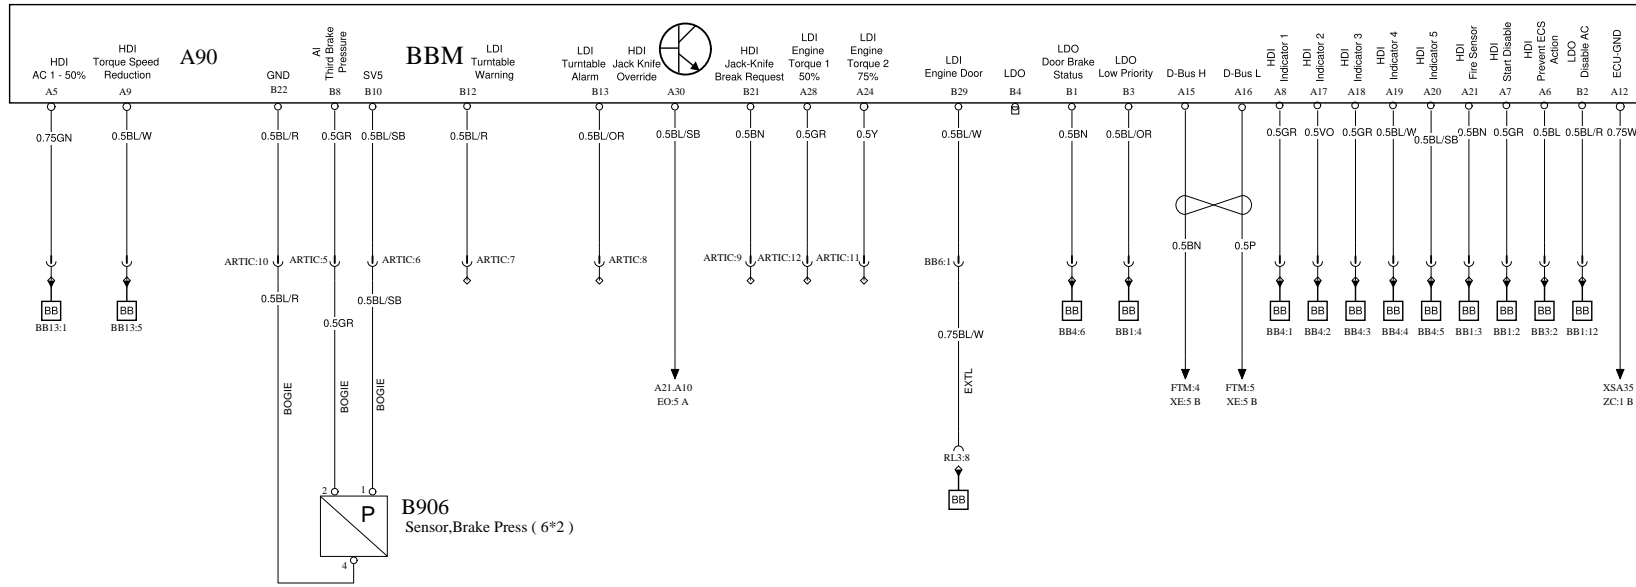 HDI
AC 1 - 50%
A5
HDI
Torque Speed
Reduction
A9
A90
GND
B22
AI
Third Brake
Pressure
B8
SV5
B10
BBM
LDI
Turntable
Warning
B12
LDI
Turntable
Alarm
B13
HDI
Jack Knife
Override
A30
HDI
Jack-Knife
Break Request
B21
LDI
Engine
Torque 1
50%
A28
LDI
Engine
Torque 2
75%
A24
LDI
Engine Door
B29
LDO
B4
LDO
Door Brake
Status
B1
LDO
Low Priority
B3
D-Bus H
A15
D-Bus L
A16
HDI
Indicator 1
A8
HDI
Indicator 2
A17
HDI
Indicator 3
A18
HDI
Indicator 4
A19
HDI
Indicator 5
A20
HDI
Fire Sensor
A21
HDI
Start Disable
A7
HDI
Prevent ECS
Action
A6
LDO
Disable AC
B2
ECU-GND
A12
0.75GN
0.5BL/W
0.5BL/R
0.5GR
0.5BL/SB
0.5BL/R
0.5BL/OR
0.5BL/SB
0.5BN
0.5GR
0.5Y
0.5BL/W
0.5BN
0.5BL/OR
0.5GR
0.5VO
0.5GR
0.5BL/W
0.5BL/SB
0.5BN
0.5GR
0.5BL
0.5BL/R
0.75W
0.5BN
0.5P
ARTIC:10
ARTIC:5
ARTIC:6
ARTIC:7
ARTIC:8
ARTIC:9
ARTIC:12
ARTIC:11
BB6:1
0.5BL/R
0.5BL/SB
0.5GR
0.75BL/W
BB
BB13:1
BB
BB13:5
BB
BB4:6
BB
BB1:4
BB
BB4:1
BB
BB4:2
BB
BB4:3
BB
BB4:4
BB
BB4:5
BB
BB1:3
BB
BB1:2
BB
BB3:2
BB
BB1:12
BOGIE
BOGIE
BOGIE
EXTL
A21.A10
EO:5 A
FTM:4
XE:5 B
FTM:5
XE:5 B
XSA35
ZC:1 B
RL3:8
BB
2
1
P
4
B906
Sensor,Brake Press ( 6*2 )